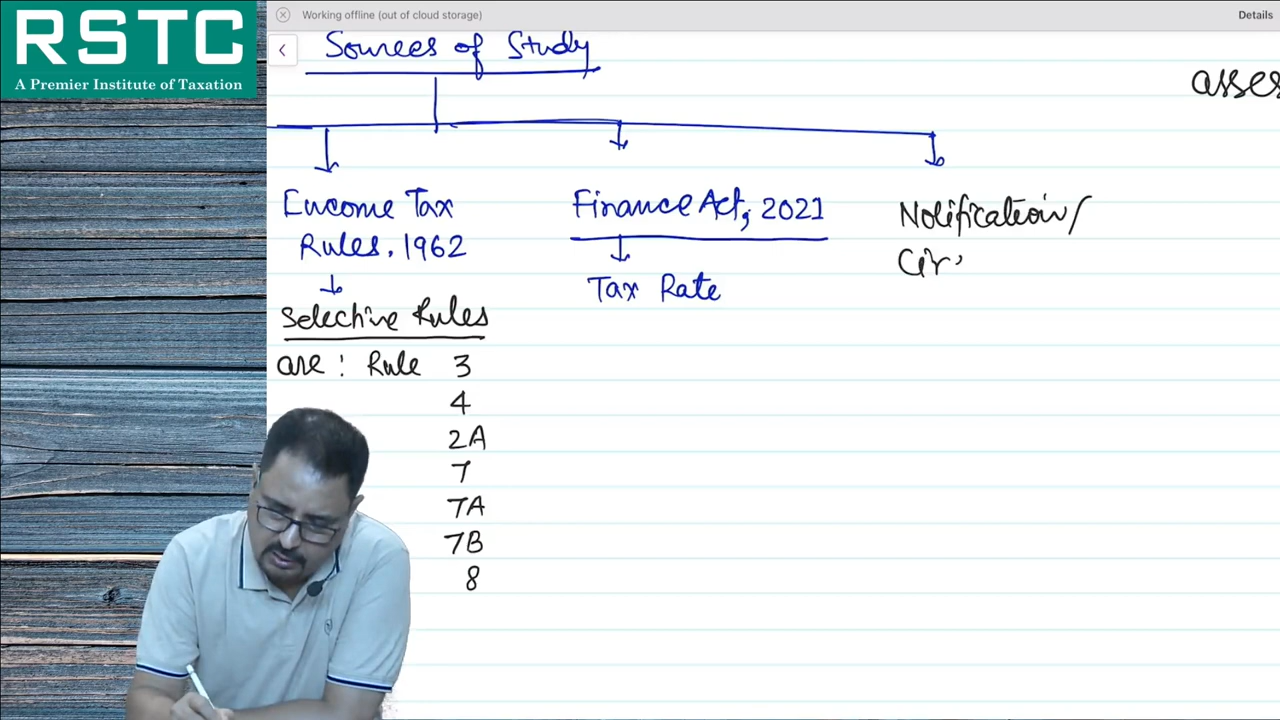 RSTC
A Premier Institute of Taxation
Working offline (out of cloud storage)
Details
Sources of Study
asses
Income Tax
Rules, 1962
Selective Rules
are : Rule 3
4
2A
7
7A
7B
8
Finance Act, 2021
Tax Rate
Notification/
Cir.